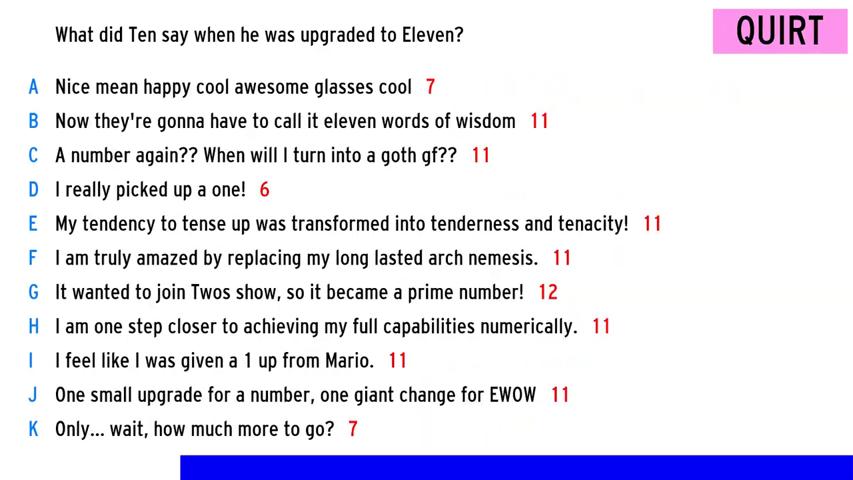 What did Ten say when he was upgraded to Eleven?
QUIRT
A Nice mean happy cool awesome glasses cool 7
B Now they're gonna have to call it eleven words of wisdom 11
C A number again?? When will I turn into a goth gf?? 11
D I really picked up a one! 6
E My tendency to tense up was transformed into tenderness and tenacity! 11
F I am truly amazed by replacing my long lasted arch nemesis. 11
G It wanted to join Twos show, so it became a prime number! 12
H I am one step closer to achieving my full capabilities numerically. 11
I I feel like I was given a 1 up from Mario. 11
J One small upgrade for a number, one giant change for EWOW 11
K Only... wait, how much more to go? 7